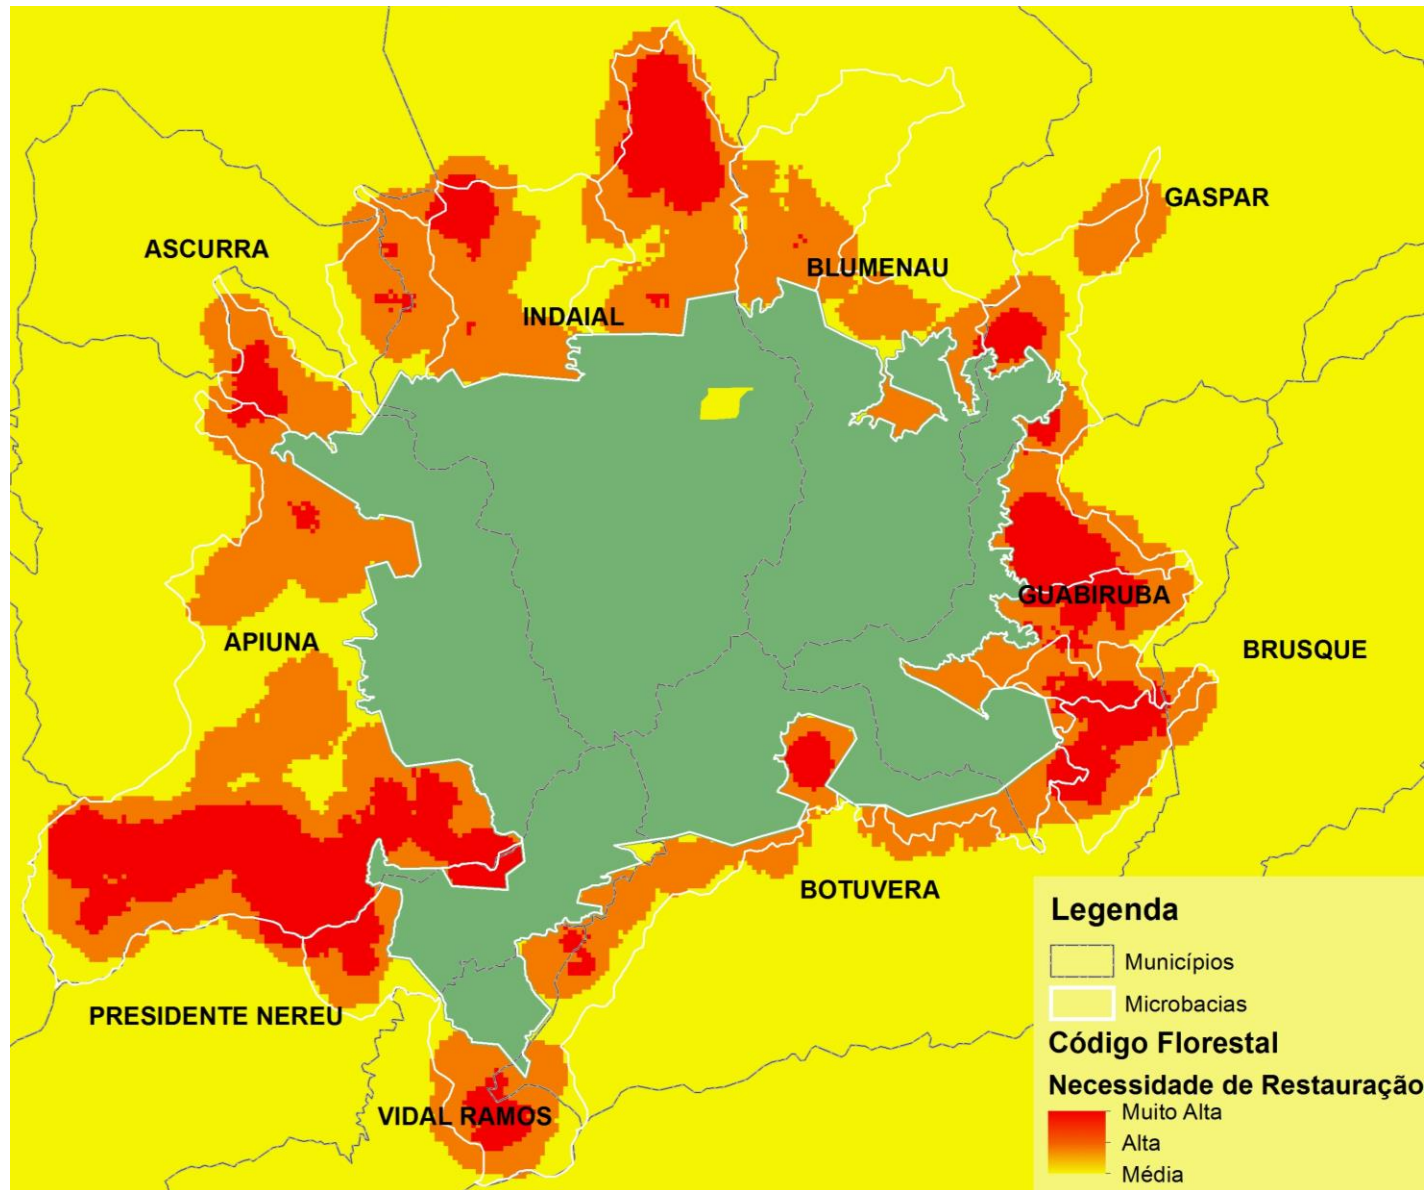 GASPAR
ASCURRA
BLUMENAU
INDAIAL
GUABIRUBA
APIUNA
BRUSQUE
BOTUVERA
PRESIDENTE NEREU
VIDAL RAMOS
Legenda
Municípios
Microbacias
Código Florestal
Necessidade de Restauração
Muito Alta
Alta
Média